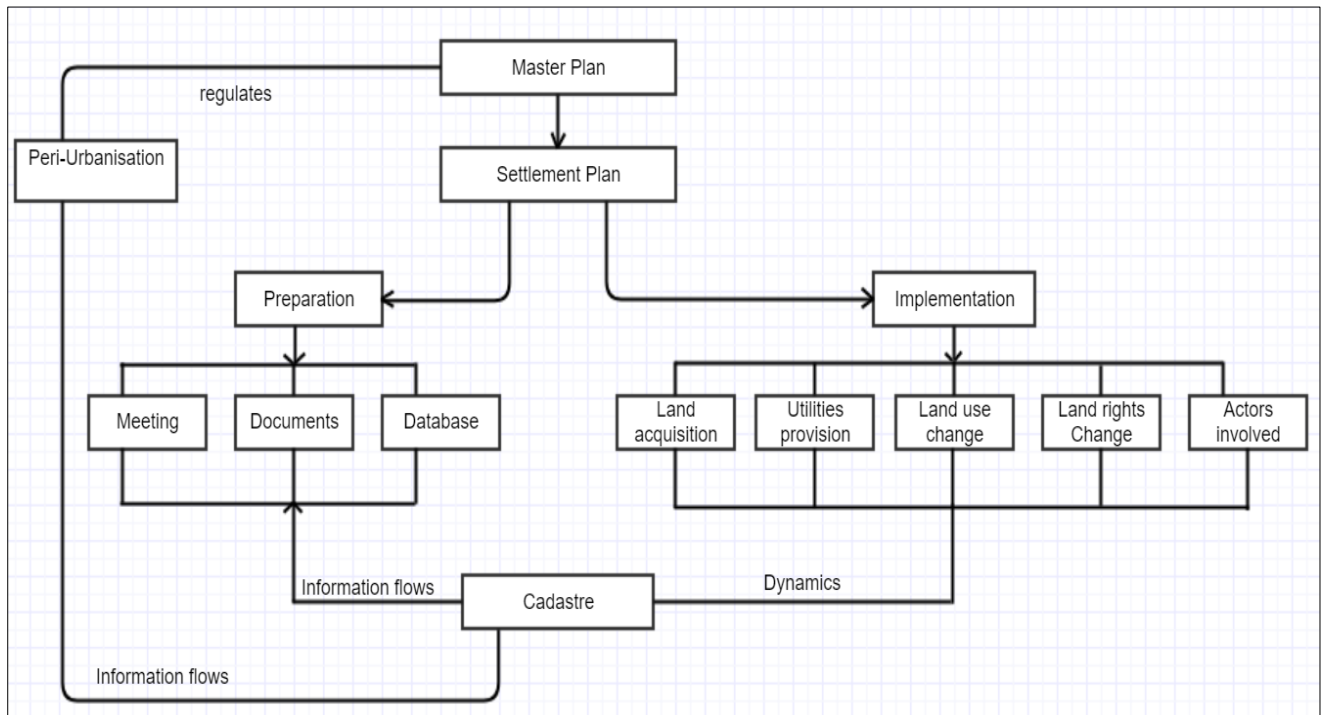 Master Plan
regulates
Peri-Urbanisation
Settlement Plan
Preparation
Implementation
Meeting
Documents
Database
Land
acquisition
Utilities
provision
Land use
change
Land rights
Change
Actors
involved
Information flows
Cadastre
Dynamics
Information flows